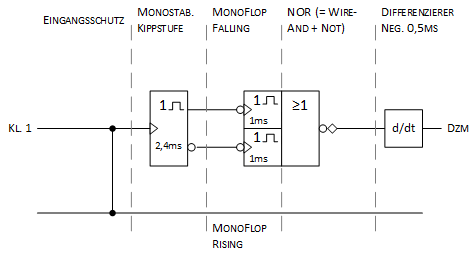 EINGANGSSCHUTZ
MONOSTAB.
KIPPSTUFE
MONOFLOP
FALLING
NOR (= WIRE-
AND + NOT)
DIFFERENZIERER
NEG. 0,5MS
1
2,4ms
1
1ms
1
1ms
≥1
KL. 1
d/dt
DZM
MONOFLOP
RISING